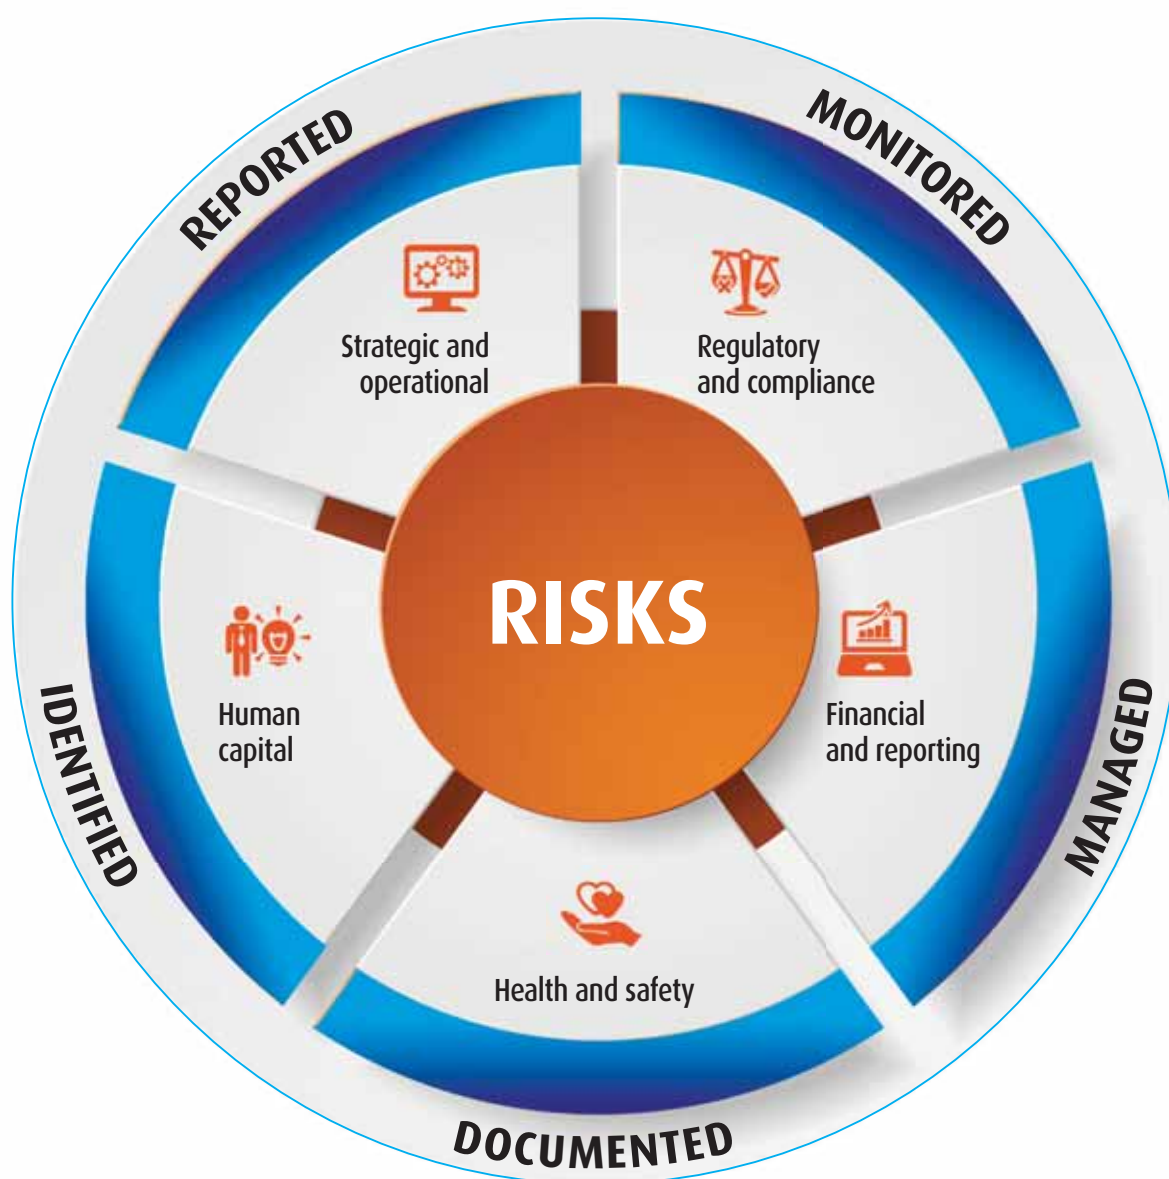 REPORTED
MONITORED
Strategic and
operational
Regulatory
and compliance
RISKS
Human
capital
Financial
and reporting
IDENTIFIED
MANAGED
Health and safety
DOCUMENTED